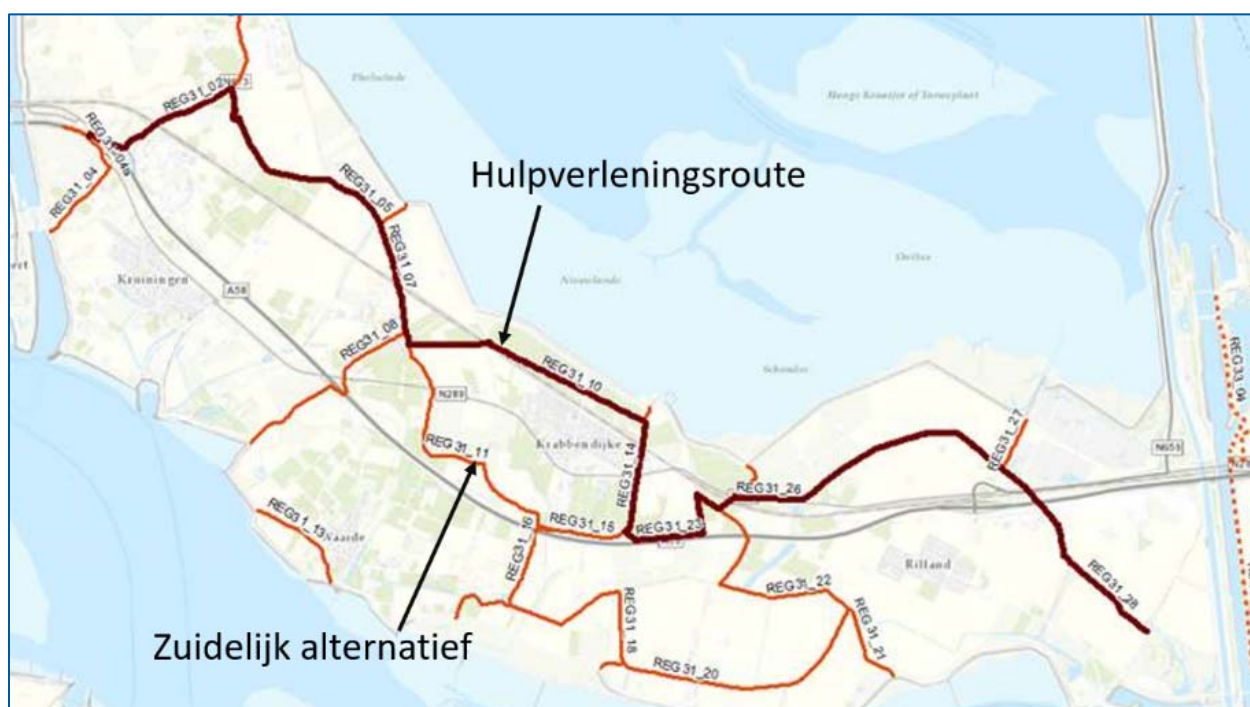 REG31_02
REG31_04a
REG31_04
REG31_05
Hulpverleningsroute
REG31_07
Kruiningen
A58
REG31_08
N289
REG31_10
Krabbendijke
REG31_11
REG31_14
REG31_15
REG31_16
REG31_23
REG31_26
REG31_27
N659
REG33_04
REG31_13
Waarde
Rilland
REG31_22
REG31_28
REG31_18
REG31_21
REG31_20
Zuidelijk alternatief